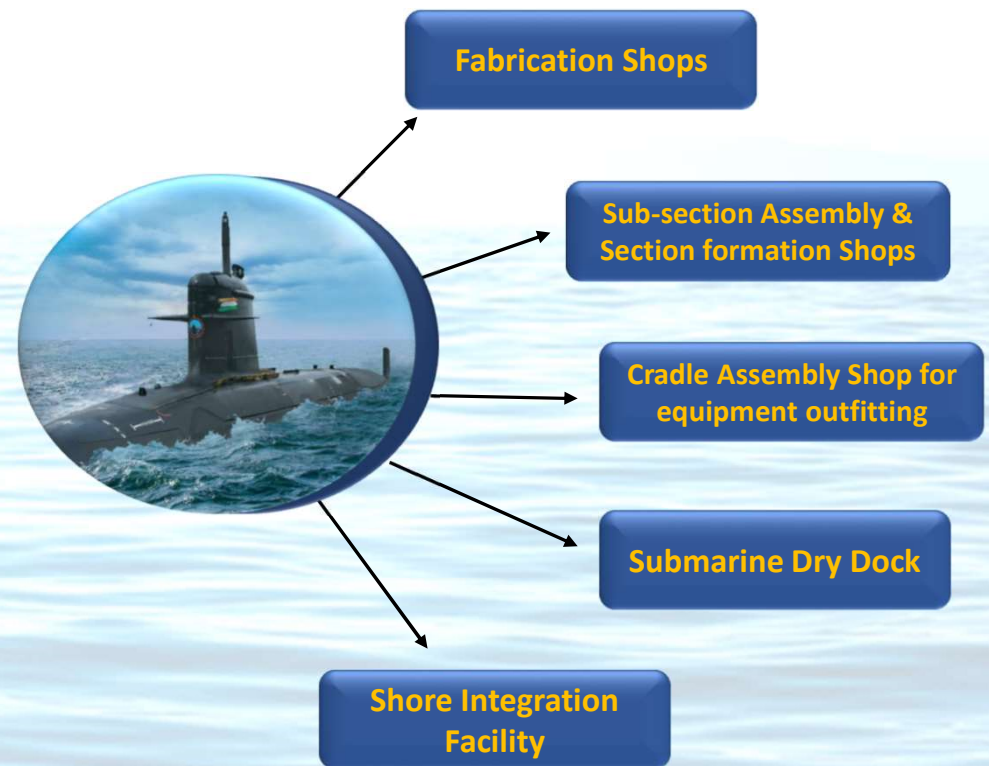 Fabrication Shops
Sub-section Assembly &
Section formation Shops
Cradle Assembly Shop for
equipment outfitting
Submarine Dry Dock
Shore Integration
Facility